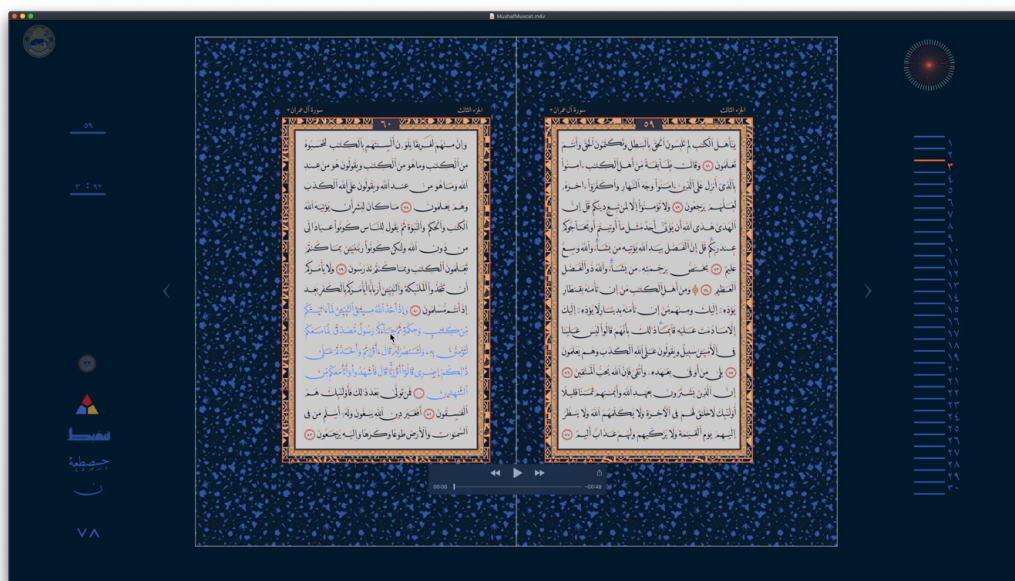 MushafMuscat.m4v
الجزء الثالث
سورة آل عمران
٥٩
يٰأهل الكتب لم تلبسون الحق بالبطل وتكتمون الحق وأنتم
تعلمون ٧١ وقالت طائفة من أهل الكتب ءامنوا
بالذي أنزل على الذين ءامنوا وجه النهار واكفروا ءاخره
لعلهم يرجعون ٧٢ ولا تؤمنوا إلا لمن تبع دينكم قل إن
الهدى هدى الله أن يؤتى أحد مثل ما أوتيتم أو يحاجوكم
عند ربكم قل إن الفضل بيد الله يؤتيه من يشاء والله وسع
عليم ٧٣ يختص برحمته من يشاء والله ذو الفضل
العظيم ٧٤ ۞ ومن أهل الكتب من إن تأمنه بقنطار
يؤده إليك ومنهم من إن تأمنه بدينار لا يؤده إليك
إلا ما دمت عليه قائما ذلك بأنهم قالوا ليس علينا
في الأمين سبيل ويقولون على الله الكذب وهم يعلمون
٧٥ بلى من أوفى بعهده واتقى فإن الله يحب المتقين ٧٦
إن الذين يشترون بعهد الله وأيمنهم ثمنا قليلا
أولئك لا خلق لهم في الآخرة ولا يكلمهم الله ولا ينظر
إليهم يوم القيمة ولا يزكيهم ولهم عذاب أليم ٧٧
الجزء الثالث
سورة آل عمران
٦٠
وإن منهم لفريقا يلون ألسنتهم بالكتب لتحسبوه
من الكتب وما هو من الكتب ويقولون هو من عند
الله وما هو من عند الله ويقولون على الله الكذب
وهم يعلمون ٧٨ ما كان لبشر أن يؤتيه الله
الكتب والحكم والنبوة ثم يقول للناس كونوا عبادا لي
من دون الله ولكن كونوا ربنين بما كنتم
تعلمون الكتب وبما كنتم تدرسون ٧٩ ولا يأمركم
أن تتخذوا الملئكة والنبين أربابا أيأمركم بالكفر بعد
إذ أنتم مسلمون ٨٠ وإذ أخذ الله ميثق النبين لما ءاتيتكم
من كتب وحكمة ثم جاءكم رسول مصدق لما معكم
لتؤمنن به ولتنصرنه قال ءأقررتم وأخذتم على
ذلكم إصري قالوا أقررنا قال فاشهدوا وأنا معكم من
الشهدين ٨١ فمن تولى بعد ذلك فأولئك هم
الفسقون ٨٢ أفغير دين الله يبغون وله أسلم من في
السموت والأرض طوعا وكرها وإليه يرجعون ٨٣
٥٩
٣ : ٩٢
٧٨
٣
00:00
-00:48